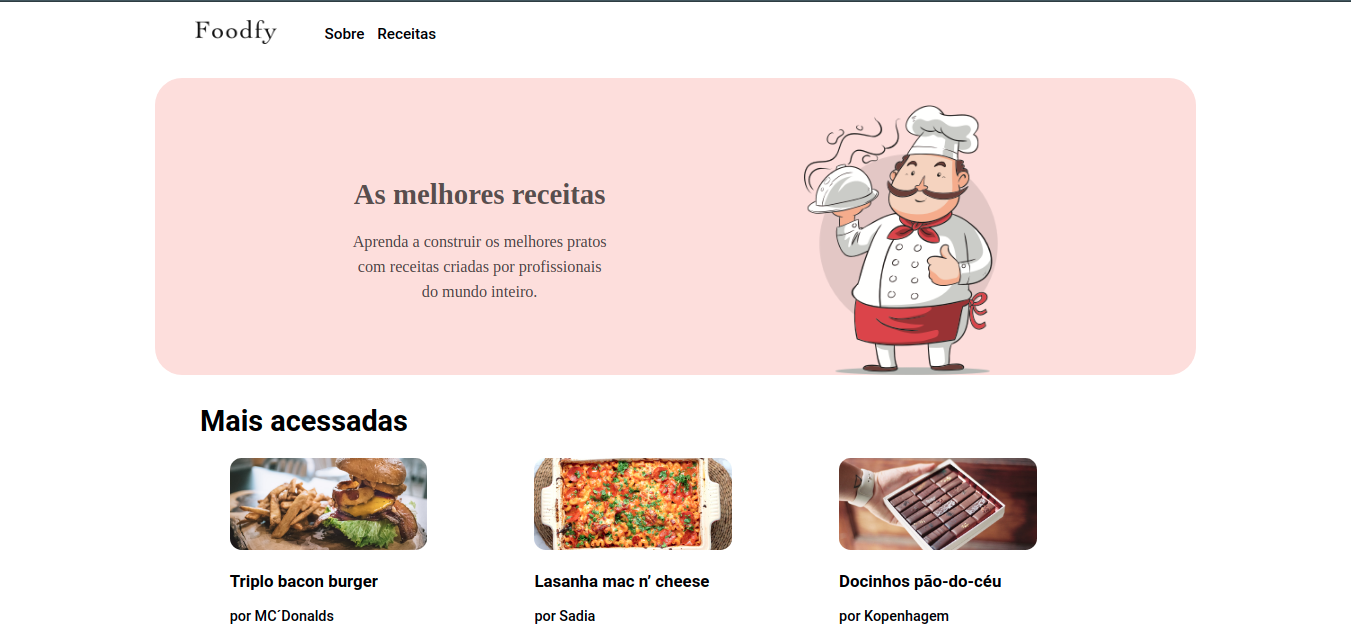 Foodfy
Sobre Receitas
As melhores receitas
Aprenda a construir os melhores pratos
com receitas criadas por profissionais
do mundo inteiro.
Mais acessadas
Triplo bacon burger
por MC´Donalds
Lasanha mac n’ cheese
por Sadia
Docinhos pão-do-céu
por Kopenhagem